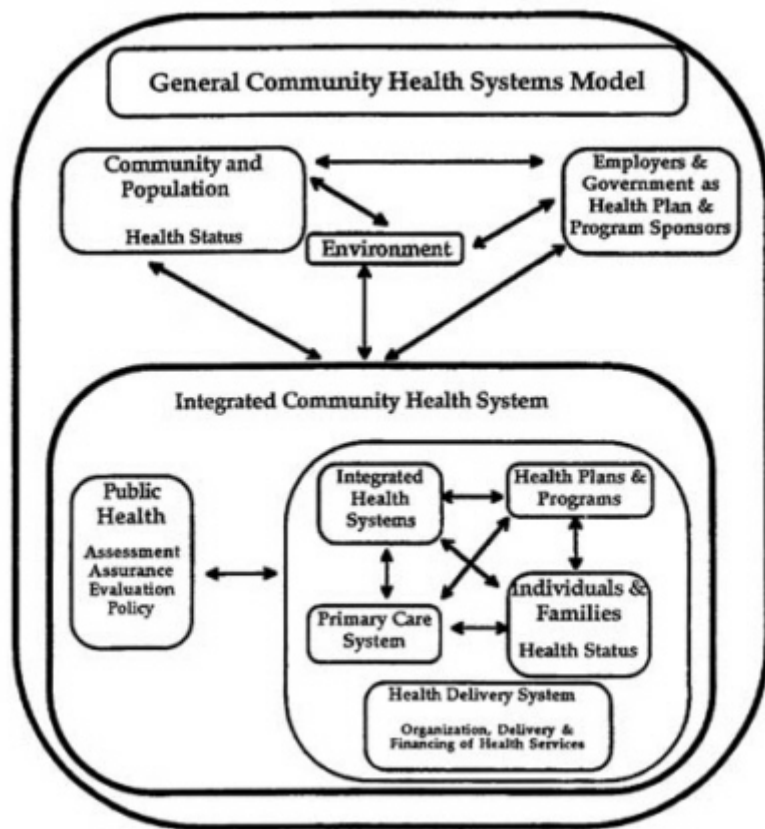 General Community Health Systems Model
Community and
Population
Health Status
Employers &
Government as
Health Plan &
Program Sponsors
Environment
Integrated Community Health System
Public
Health
Assessment
Assurance
Evaluation
Policy
Integrated
Health
Systems
Health Plans &
Programs
Primary Care
System
Individuals &
Families
Health Status
Health Delivery System
Organization, Delivery &
Financing of Health Services